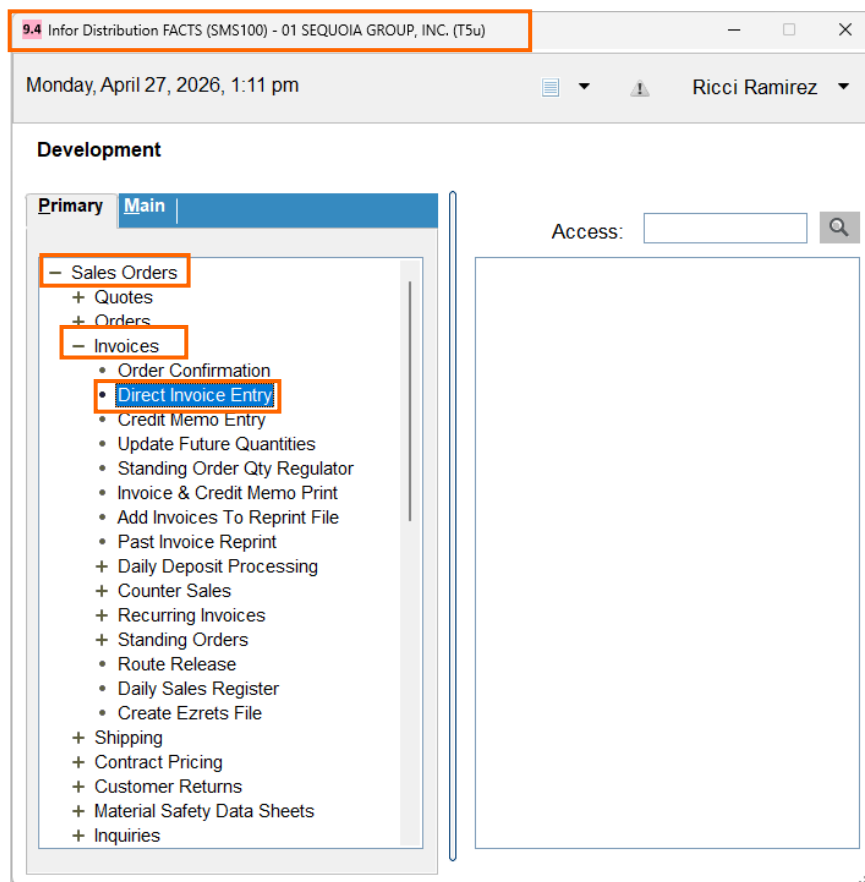 9.4 Infor Distribution FACTS (SMS100) - 01 SEQUOIA GROUP, INC. (T5u)
Monday, April 27, 2026, 1:11 pm
Ricci Ramirez
Development
Primary Main
Access:
− Sales Orders
+ Quotes
+ Orders
− Invoices
• Order Confirmation
• Direct Invoice Entry
• Credit Memo Entry
• Update Future Quantities
• Standing Order Qty Regulator
• Invoice & Credit Memo Print
• Add Invoices To Reprint File
• Past Invoice Reprint
+ Daily Deposit Processing
+ Counter Sales
+ Recurring Invoices
+ Standing Orders
• Route Release
• Daily Sales Register
• Create Ezrets File
+ Shipping
+ Contract Pricing
+ Customer Returns
+ Material Safety Data Sheets
+ Inquiries